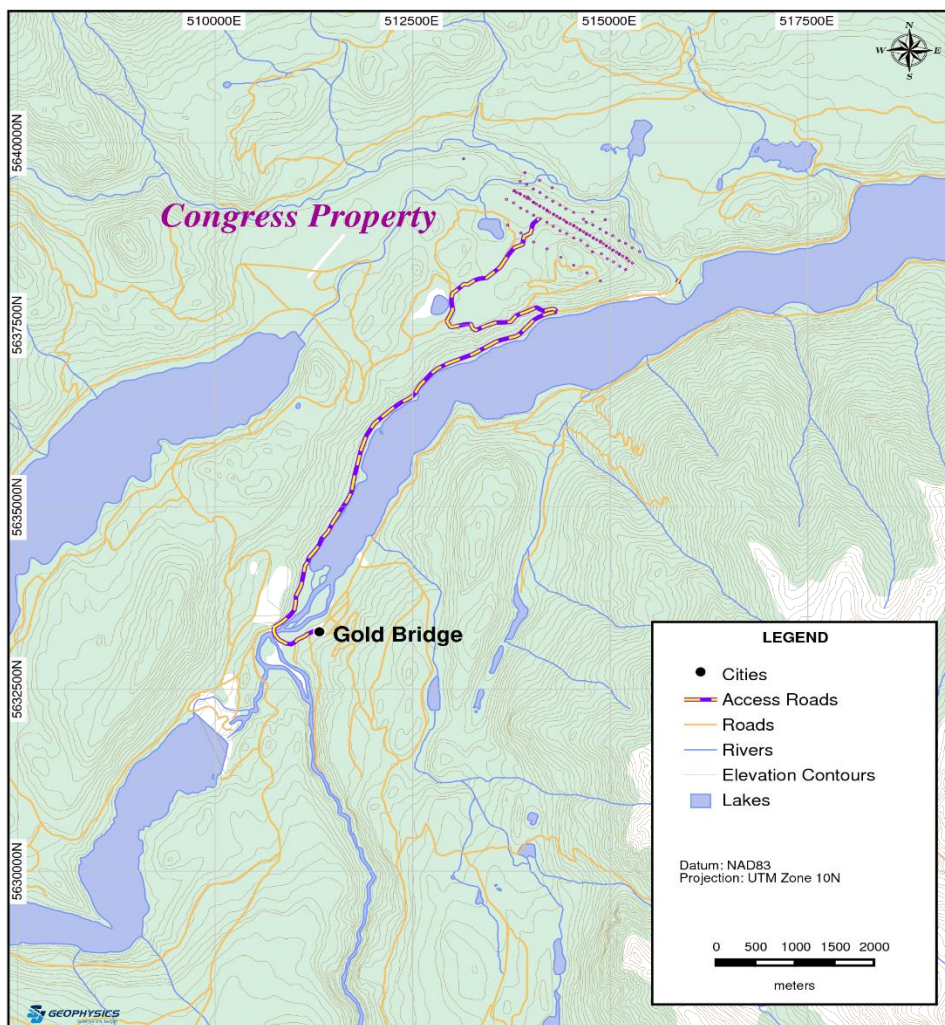 510000E 512500E 515000E 517500E
N
W E
S
5640000N
Congress Property
5637500N
5635000N
Gold Bridge
5632500N
LEGEND
Cities
Access Roads
Roads
Rivers
Elevation Contours
Lakes
5630000N
Datum: NAD83
Projection: UTM Zone 10N
0 500 1000 1500 2000
meters
GEOPHYSICS